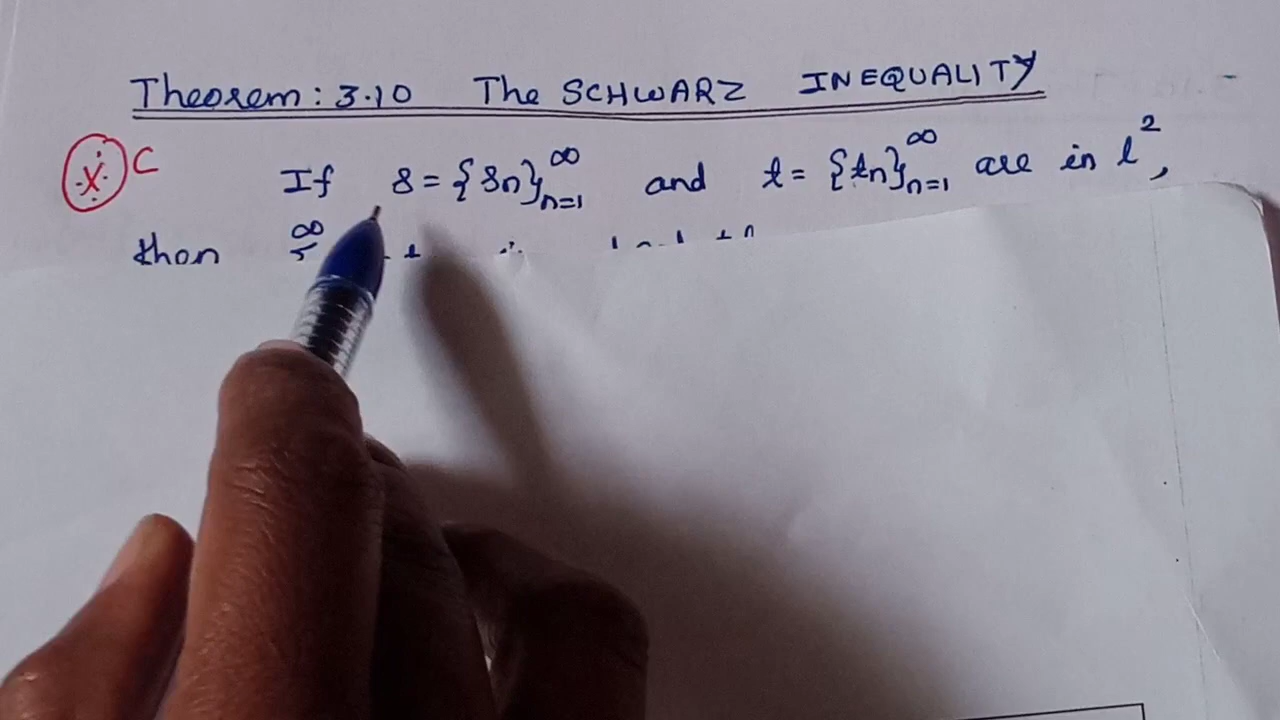 Theorem: 3.10 The SCHWARZ INEQUALITY
C If s = {sn}∞n=1 and t = {tn}∞n=1 are in l²,
then ∞